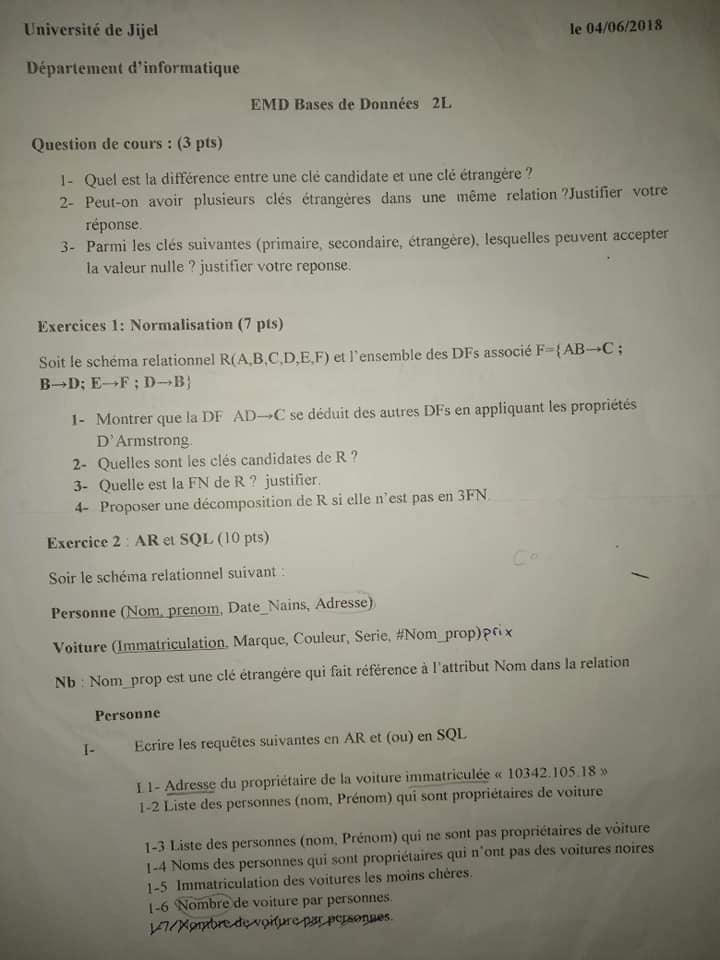 Université de Jijel
le 04/06/2018
Département d'informatique
EMD Bases de Données 2L
Question de cours : (3 pts)
1- Quel est la différence entre une clé candidate et une clé étrangère ?
2- Peut-on avoir plusieurs clés étrangères dans une même relation ?Justifier votre
réponse.
3- Parmi les clés suivantes (primaire, secondaire, étrangère), lesquelles peuvent accepter
la valeur nulle ? justifier votre reponse.
Exercices 1: Normalisation (7 pts)
Soit le schéma relationnel R(A,B,C,D,E,F) et l'ensemble des DFs associé F={AB→C ;
B→D; E→F ; D→B}
1- Montrer que la DF AD→C se déduit des autres DFs en appliquant les propriétés
D'Armstrong.
2- Quelles sont les clés candidates de R ?
3- Quelle est la FN de R ? justifier.
4- Proposer une décomposition de R si elle n'est pas en 3FN.
Exercice 2 : AR et SQL (10 pts)
Co
Soir le schéma relationnel suivant :
Personne (Nom, prenom, Date_Nains, Adresse)
Voiture (Immatriculation, Marque, Couleur, Serie, #Nom_prop)prix
Nb : Nom_prop est une clé étrangère qui fait référence à l'attribut Nom dans la relation
Personne
I- Ecrire les requêtes suivantes en AR et (ou) en SQL
I.1- Adresse du propriétaire de la voiture immatriculée « 10342.105.18 »
1-2 Liste des personnes (nom, Prénom) qui sont propriétaires de voiture
1-3 Liste des personnes (nom, Prénom) qui ne sont pas propriétaires de voiture
1-4 Noms des personnes qui sont propriétaires qui n'ont pas des voitures noires
1-5 Immatriculation des voitures les moins chères.
1-6 Nombre de voiture par personnes.
1-7/ Nombre de voiture par personnes.